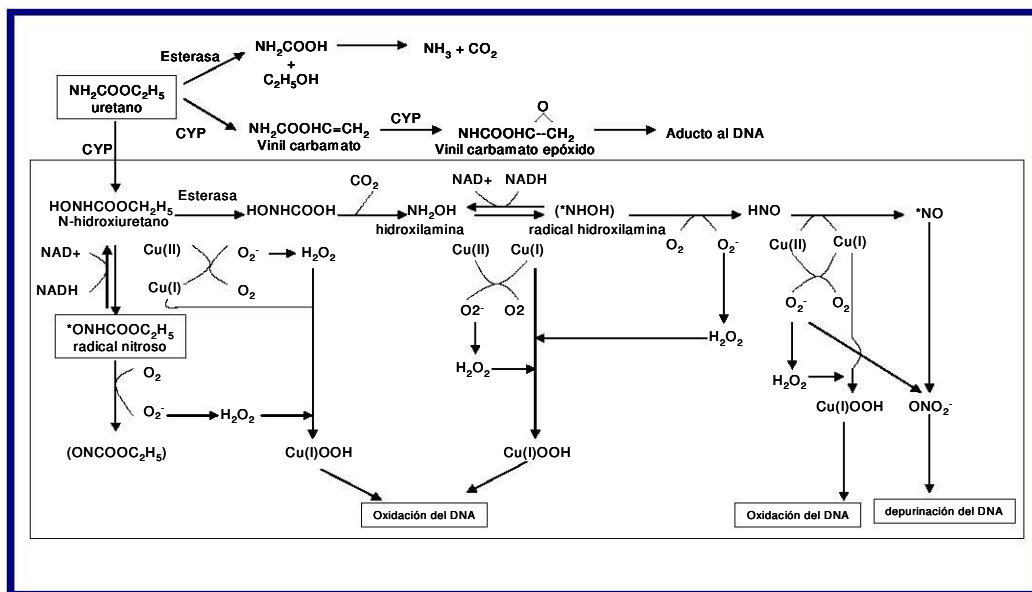 Esterasa
NH₂COOH
+
C₂H₅OH
NH₃ + CO₂
NH₂COOC₂H₅
uretano
CYP
NH₂COOHC=CH₂
Vinil carbamato
CYP
O
NHCOOHC--CH₂
Vinil carbamato epóxido
Aducto al DNA
CYP
HONHCOOCH₂H₅
N-hidroxiuretano
Esterasa
HONHCOOH
CO₂
NH₂OH
hidroxilamina
NAD+ NADH
(*NHOH)
radical hidroxilamina
O₂ O₂⁻
HNO
*NO
NAD+
NADH
Cu(II)
Cu(I)
O₂⁻
O₂
H₂O₂
Cu(II) Cu(I)
O2⁻ O2
H₂O₂
H₂O₂
Cu(II) Cu(I)
O₂⁻ O₂
H₂O₂
*ONHCOOC₂H₅
radical nitroso
O₂
O₂⁻
H₂O₂
(ONCOOC₂H₅)
Cu(I)OOH
Cu(I)OOH
Cu(I)OOH
ONO₂⁻
Oxidación del DNA
Oxidación del DNA
depurinación del DNA